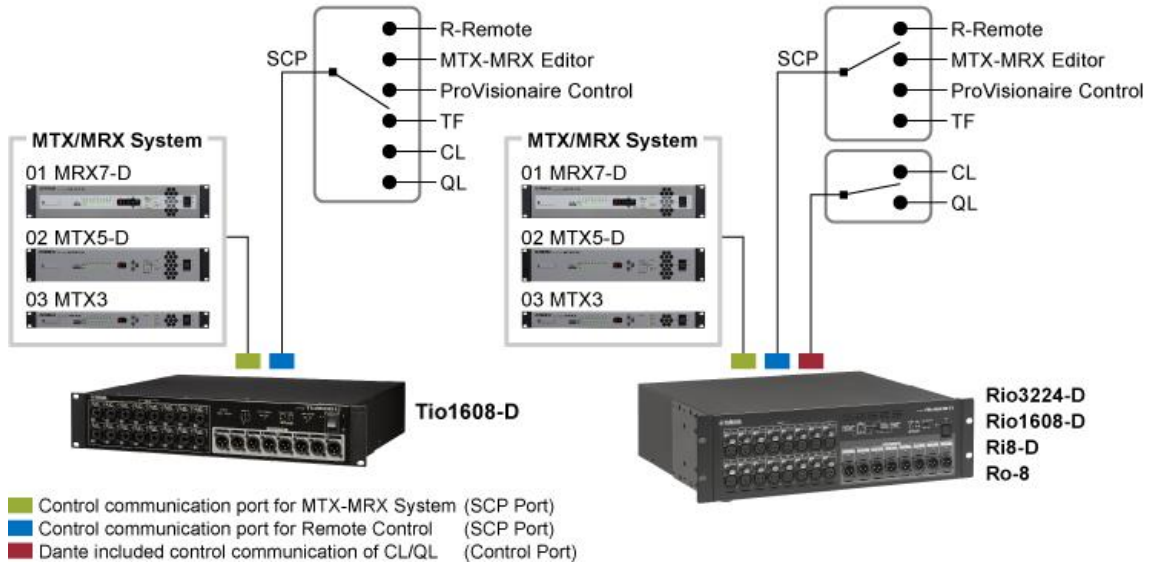 SCP
R-Remote
MTX-MRX Editor
ProVisionaire Control
TF
CL
QL
MTX/MRX System
01 MRX7-D
02 MTX5-D
03 MTX3
Tio1608-D
SCP
R-Remote
MTX-MRX Editor
ProVisionaire Control
TF
CL
QL
MTX/MRX System
01 MRX7-D
02 MTX5-D
03 MTX3
Rio3224-D
Rio1608-D
Ri8-D
Ro-8
Control communication port for MTX-MRX System (SCP Port)
Control communication port for Remote Control (SCP Port)
Dante included control communication of CL/QL (Control Port)